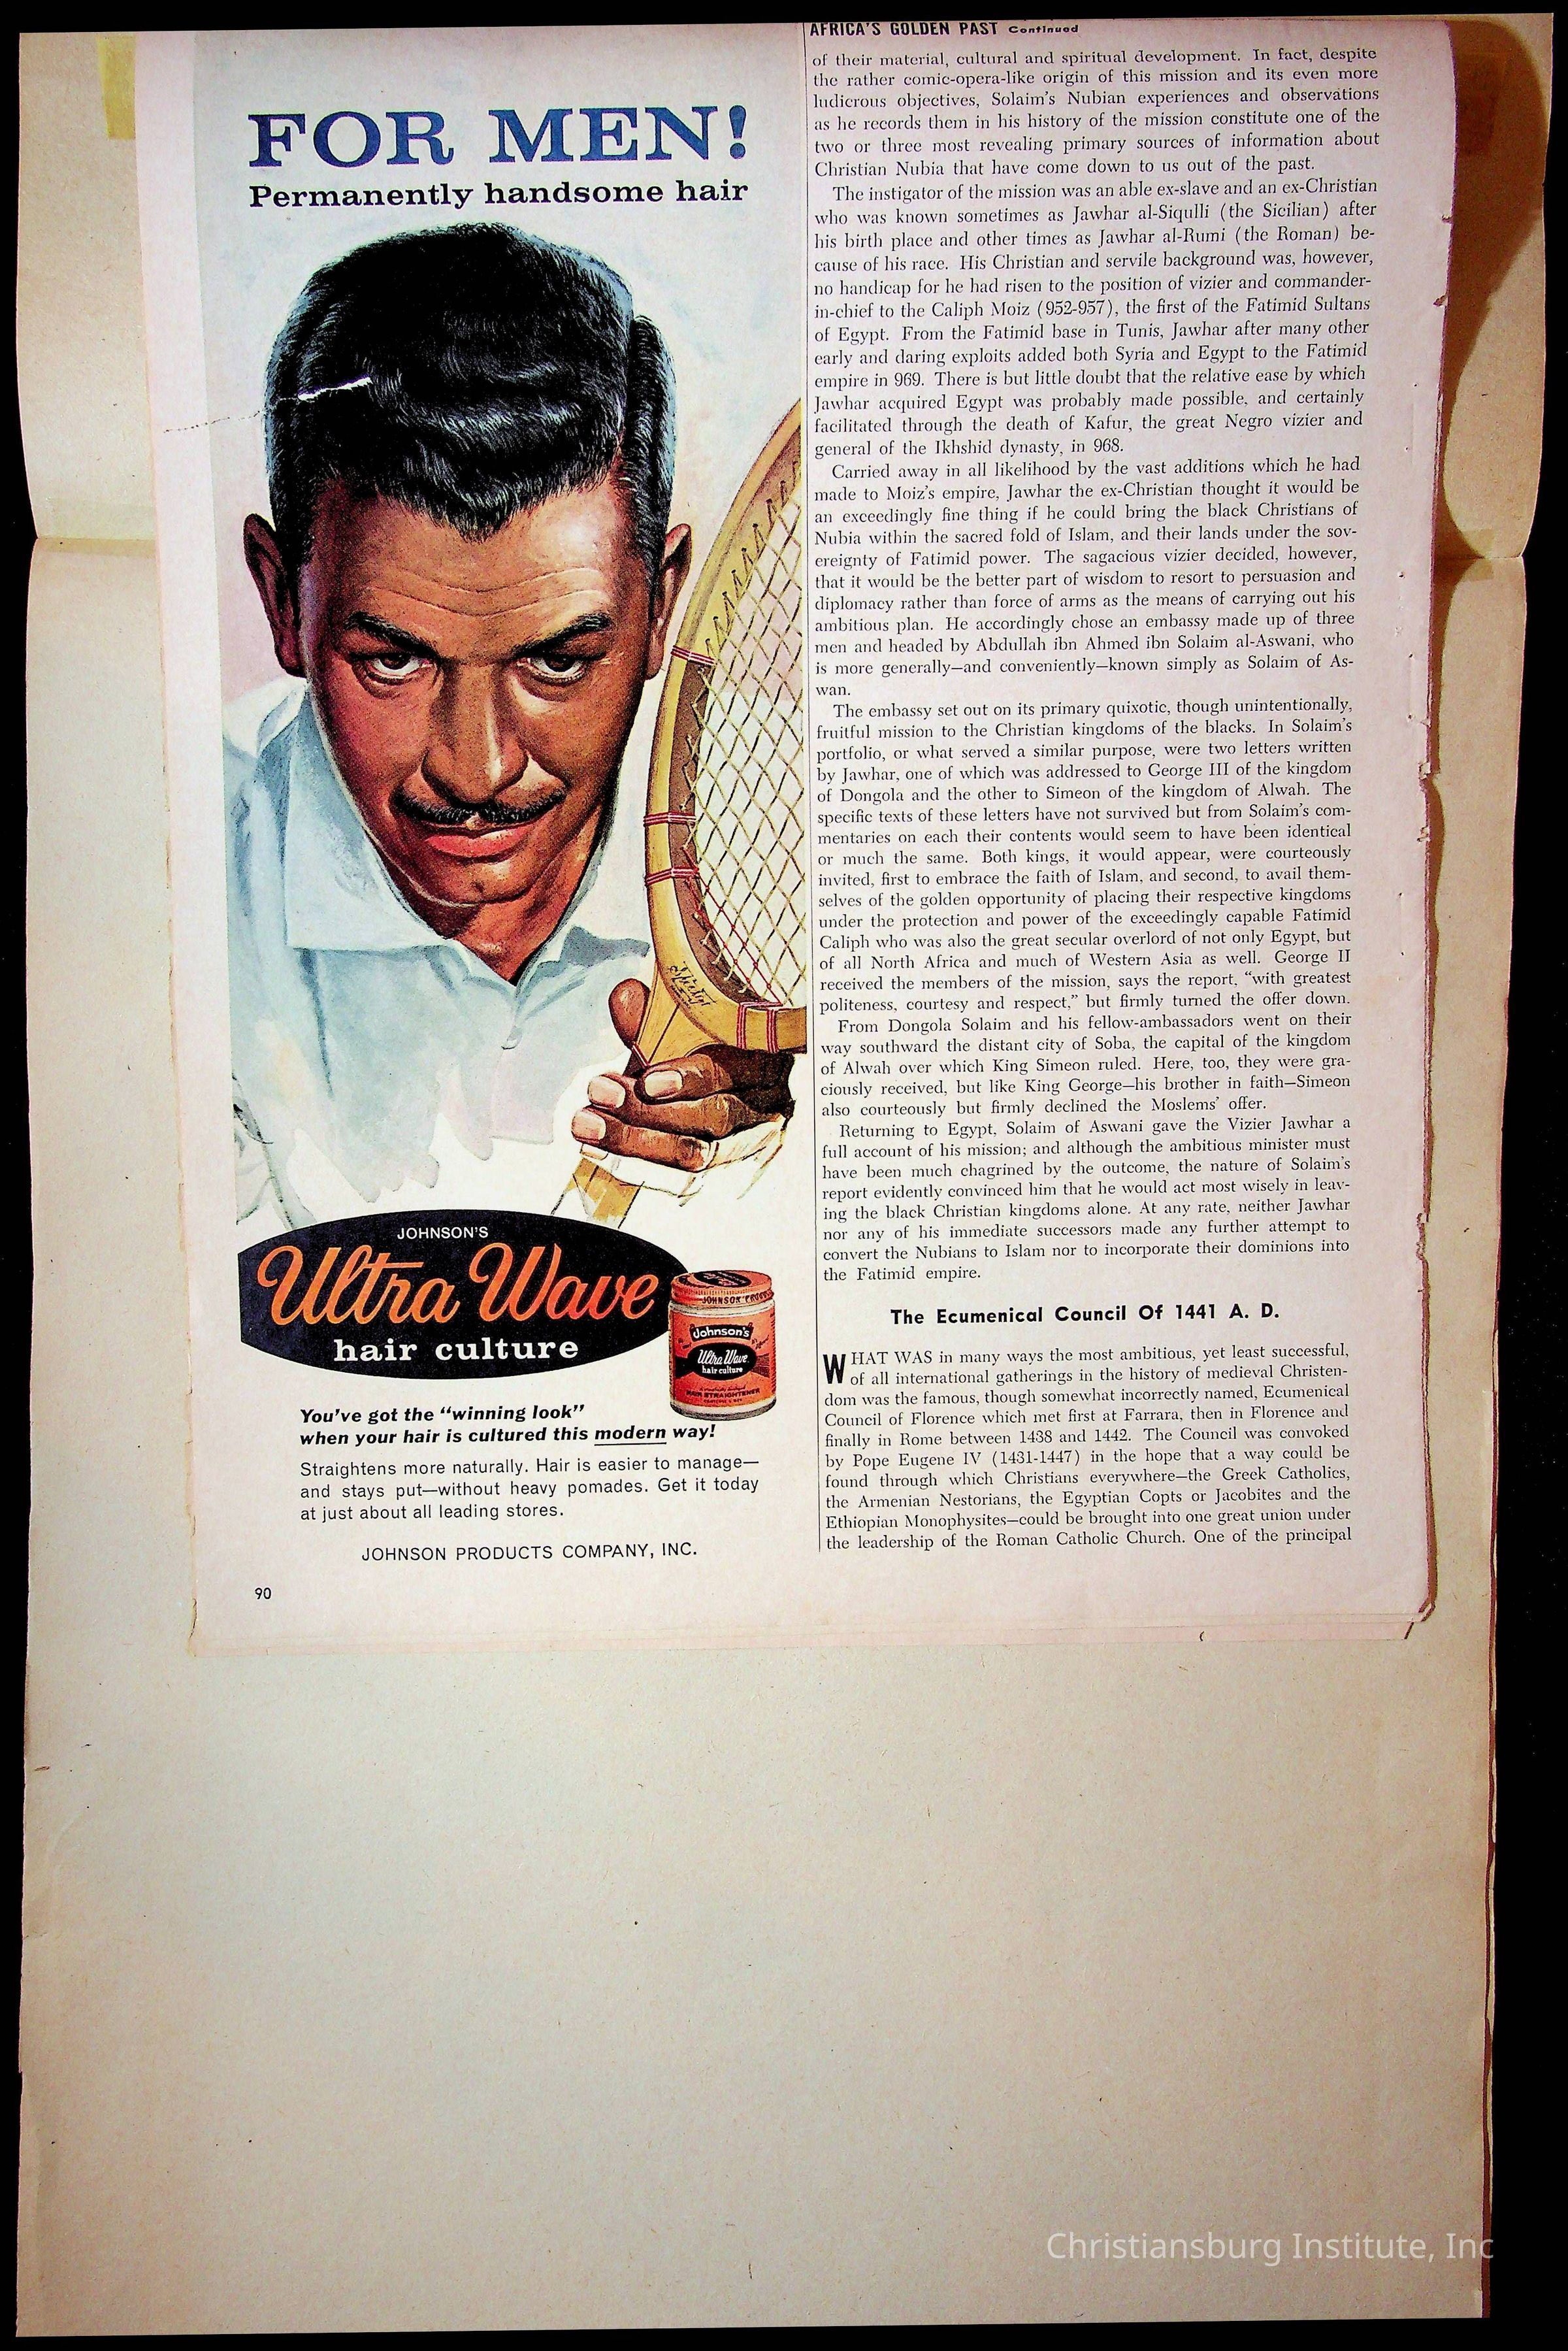 FOR MEN!
Permanently handsome hair
JOHNSON'S
Ultra Wave
hair culture
Johnson's
Ultra Wave
hair culture
HAIR STRAIGHTENER
You've got the “winning look”
when your hair is cultured this modern way!
Straightens more naturally. Hair is easier to manage—
and stays put—without heavy pomades. Get it today
at just about all leading stores.
JOHNSON PRODUCTS COMPANY, INC.
90
AFRICA'S GOLDEN PAST Continued
of their material, cultural and spiritual development. In fact, despite
the rather comic-opera-like origin of this mission and its even more
ludicrous objectives, Solaim's Nubian experiences and observations
as he records them in his history of the mission constitute one of the
two or three most revealing primary sources of information about
Christian Nubia that have come down to us out of the past.
The instigator of the mission was an able ex-slave and an ex-Christian
who was known sometimes as Jawhar al-Siqulli (the Sicilian) after
his birth place and other times as Jawhar al-Rumi (the Roman) be-
cause of his race. His Christian and servile background was, however,
no handicap for he had risen to the position of vizier and commander-
in-chief to the Caliph Moiz (952-957), the first of the Fatimid Sultans
of Egypt. From the Fatimid base in Tunis, Jawhar after many other
early and daring exploits added both Syria and Egypt to the Fatimid
empire in 969. There is but little doubt that the relative ease by which
Jawhar acquired Egypt was probably made possible, and certainly
facilitated through the death of Kafur, the great Negro vizier and
general of the Ikhshid dynasty, in 968.
Carried away in all likelihood by the vast additions which he had
made to Moiz's empire, Jawhar the ex-Christian thought it would be
an exceedingly fine thing if he could bring the black Christians of
Nubia within the sacred fold of Islam, and their lands under the sov-
ereignty of Fatimid power. The sagacious vizier decided, however,
that it would be the better part of wisdom to resort to persuasion and
diplomacy rather than force of arms as the means of carrying out his
ambitious plan. He accordingly chose an embassy made up of three
men and headed by Abdullah ibn Ahmed ibn Solaim al-Aswani, who
is more generally—and conveniently—known simply as Solaim of As-
wan.
The embassy set out on its primary quixotic, though unintentionally,
fruitful mission to the Christian kingdoms of the blacks. In Solaim's
portfolio, or what served a similar purpose, were two letters written
by Jawhar, one of which was addressed to George III of the kingdom
of Dongola and the other to Simeon of the kingdom of Alwah. The
specific texts of these letters have not survived but from Solaim's com-
mentaries on each their contents would seem to have been identical
or much the same. Both kings, it would appear, were courteously
invited, first to embrace the faith of Islam, and second, to avail them-
selves of the golden opportunity of placing their respective kingdoms
under the protection and power of the exceedingly capable Fatimid
Caliph who was also the great secular overlord of not only Egypt, but
of all North Africa and much of Western Asia as well. George II
received the members of the mission, says the report, “with greatest
politeness, courtesy and respect,” but firmly turned the offer down.
From Dongola Solaim and his fellow-ambassadors went on their
way southward the distant city of Soba, the capital of the kingdom
of Alwah over which King Simeon ruled. Here, too, they were gra-
ciously received, but like King George—his brother in faith—Simeon
also courteously but firmly declined the Moslems' offer.
Returning to Egypt, Solaim of Aswani gave the Vizier Jawhar a
full account of his mission; and although the ambitious minister must
have been much chagrined by the outcome, the nature of Solaim's
report evidently convinced him that he would act most wisely in leav-
ing the black Christian kingdoms alone. At any rate, neither Jawhar
nor any of his immediate successors made any further attempt to
convert the Nubians to Islam nor to incorporate their dominions into
the Fatimid empire.
The Ecumenical Council Of 1441 A. D.
WHAT WAS in many ways the most ambitious, yet least successful,
of all international gatherings in the history of medieval Christen-
dom was the famous, though somewhat incorrectly named, Ecumenical
Council of Florence which met first at Farrara, then in Florence and
finally in Rome between 1438 and 1442. The Council was convoked
by Pope Eugene IV (1431-1447) in the hope that a way could be
found through which Christians everywhere—the Greek Catholics,
the Armenian Nestorians, the Egyptian Copts or Jacobites and the
Ethiopian Monophysites—could be brought into one great union under
the leadership of the Roman Catholic Church. One of the principal
Christiansburg Institute, Inc